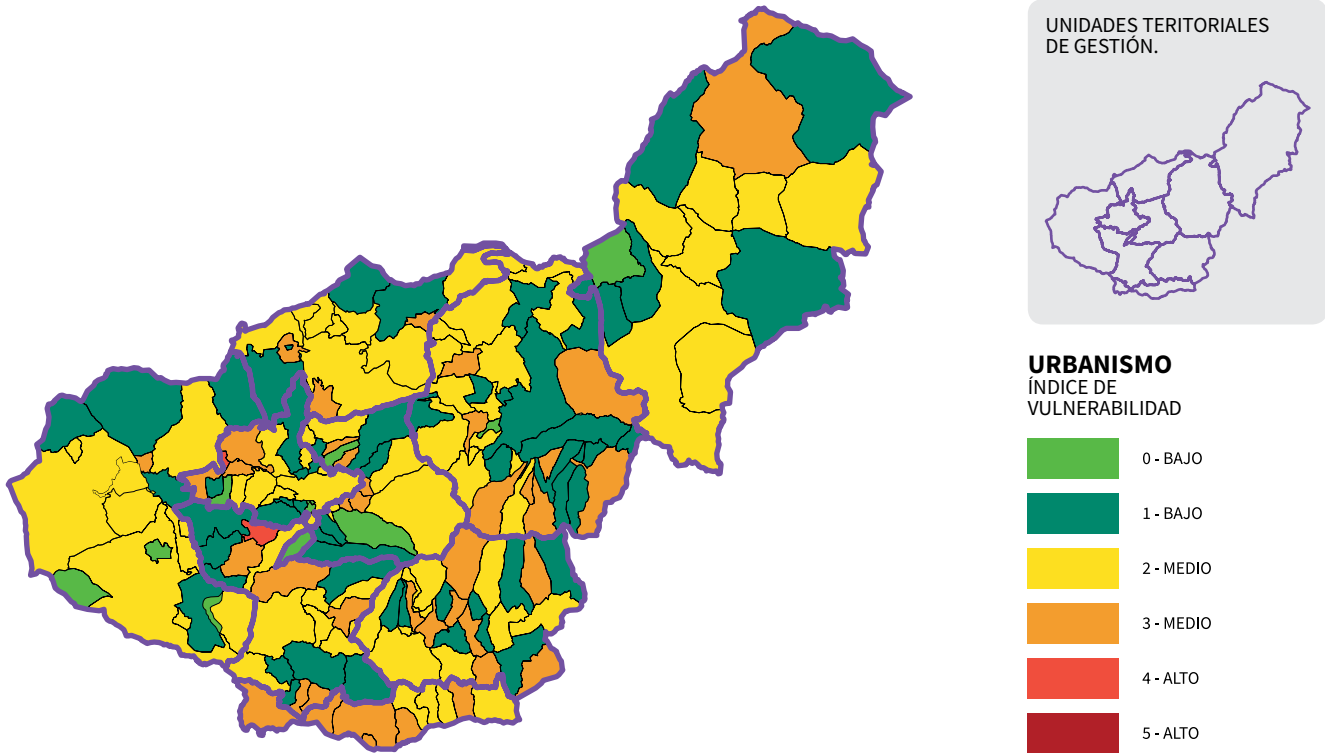 UNIDADES TERITORIALES
DE GESTIÓN.
URBANISMO
ÍNDICE DE
VULNERABILIDAD
0 - BAJO
1 - BAJO
2 - MEDIO
3 - MEDIO
4 - ALTO
5 - ALTO